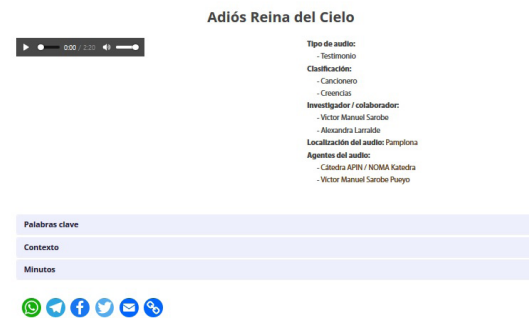 Adiós Reina del Cielo
0:00 / 2:20
Tipo de audio:
- Testimonio
Clasificación:
- Cancionero
- Creencias
Investigador / colaborador:
- Victor Manuel Sarobe
- Alexandra Larralde
Localización del audio: Pamplona
Agentes del audio:
- Cátedra APIN / NOMA Katedra
- Víctor Manuel Sarobe Pueyo
Palabras clave
Contexto
Minutos